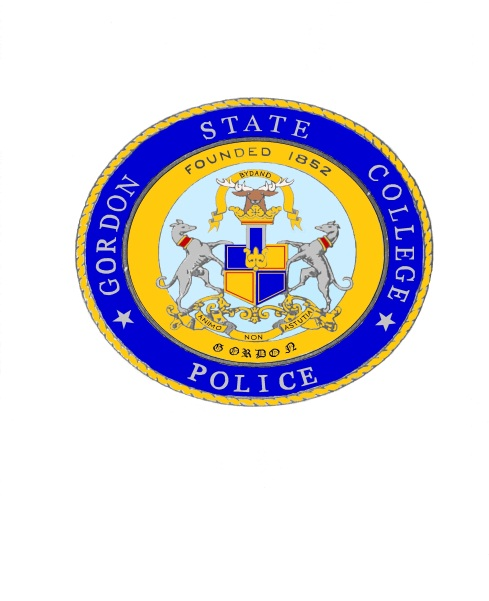 GORDON STATE COLLEGE
FOUNDED 1852
BYDAND
ANIMO NON ASTUTIA
GORDON
POLICE